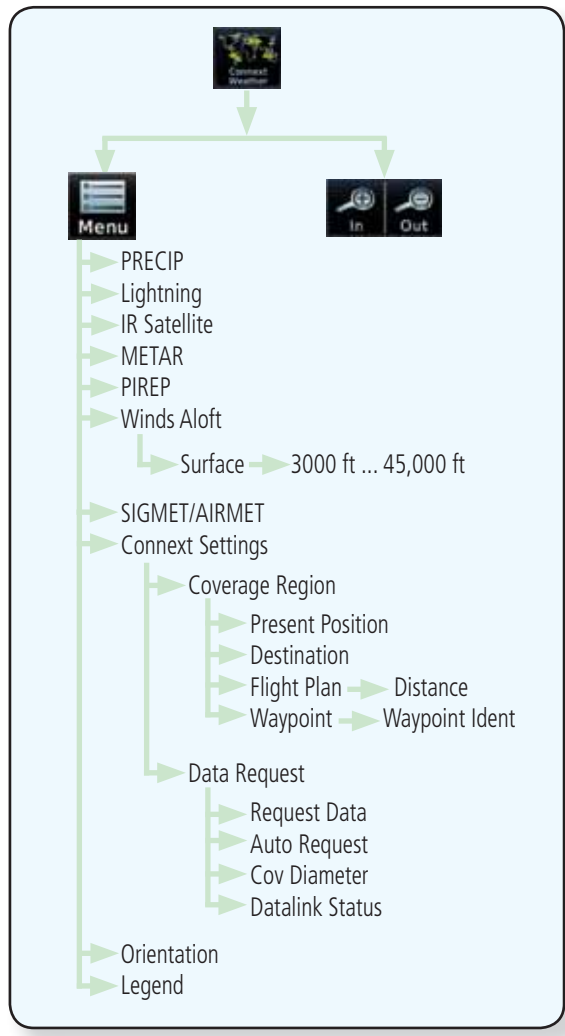 Connext
Weather
Menu
In Out
PRECIP
Lightning
IR Satellite
METAR
PIREP
Winds Aloft
Surface 3000 ft ... 45,000 ft
SIGMET/AIRMET
Connext Settings
Coverage Region
Present Position
Destination
Flight Plan Distance
Waypoint Waypoint Ident
Data Request
Request Data
Auto Request
Cov Diameter
Datalink Status
Orientation
Legend